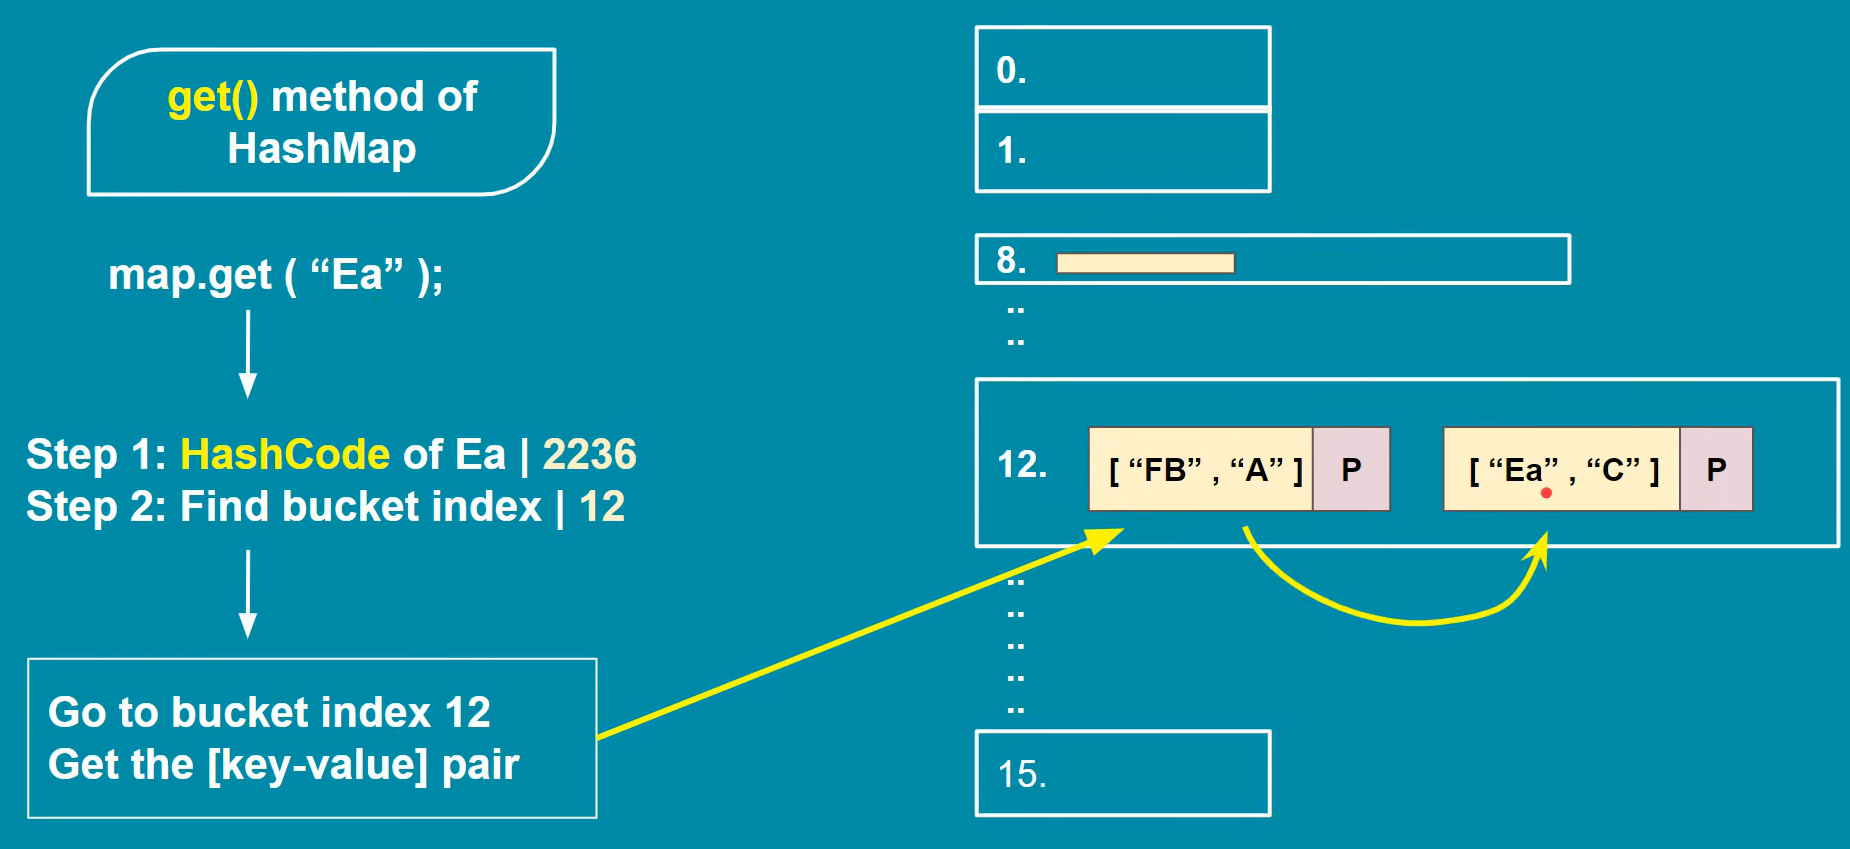 get() method of
HashMap
map.get ( “Ea” );
Step 1: HashCode of Ea | 2236
Step 2: Find bucket index | 12
Go to bucket index 12
Get the [key-value] pair
0.
1.
8.
..
..
12. [ “FB” , “A” ] P [ “Ea” , “C” ] P
..
..
..
..
..
15.